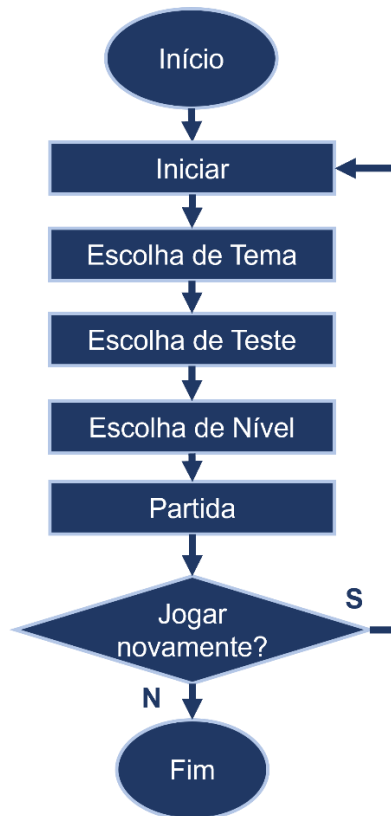 Início
Iniciar
Escolha de Tema
Escolha de Teste
Escolha de Nível
Partida
Jogar
novamente?
S
N
Fim